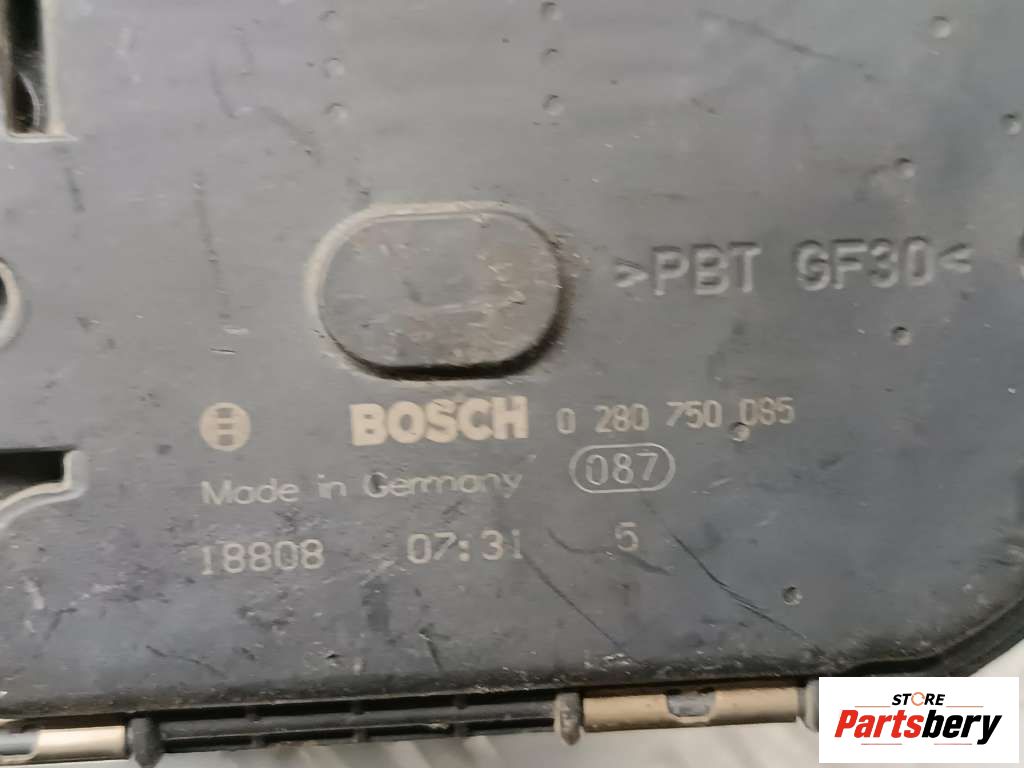 >PBT GF30<
BOSCH 0 280 750 085
Made in Germany 087
18808 07:31 5
STORE
Partsbery